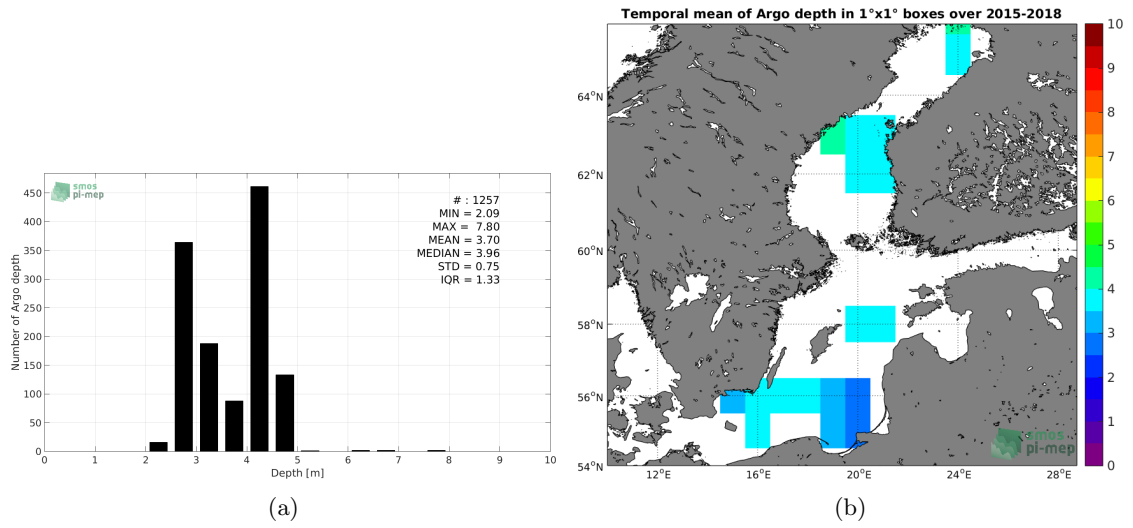 smos
pi-mep
# : 1257
MIN = 2.09
MAX = 7.80
MEAN = 3.70
MEDIAN = 3.96
STD = 0.75
IQR = 1.33
Number of Argo depth
450
400
350
300
250
200
150
100
50
0
0 1 2 3 4 5 6 7 8 9 10
Depth [m]
(a)
Temporal mean of Argo depth in 1°x1° boxes over 2015-2018
64°N
62°N
60°N
58°N
56°N
54°N
12°E 16°E 20°E 24°E 28°E
smos
pi-mep
10
9
8
7
6
5
4
3
2
1
0
(b)